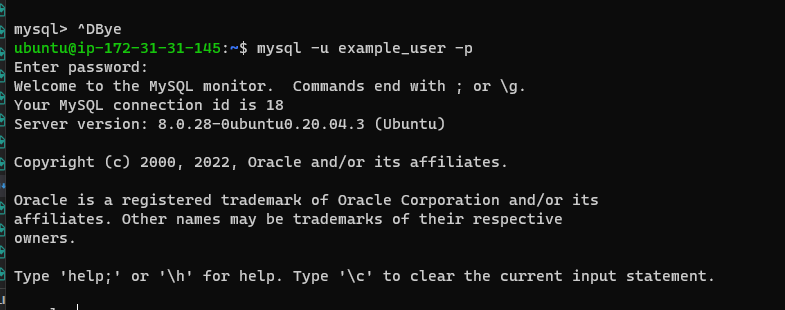 mysql> ^DBye
ubuntu@ip-172-31-31-145:~$ mysql -u example_user -p
Enter password:
Welcome to the MySQL monitor.  Commands end with ; or \g.
Your MySQL connection id is 18
Server version: 8.0.28-0ubuntu0.20.04.3 (Ubuntu)
Copyright (c) 2000, 2022, Oracle and/or its affiliates.
Oracle is a registered trademark of Oracle Corporation and/or its
affiliates. Other names may be trademarks of their respective
owners.
Type 'help;' or '\h' for help. Type '\c' to clear the current input statement.